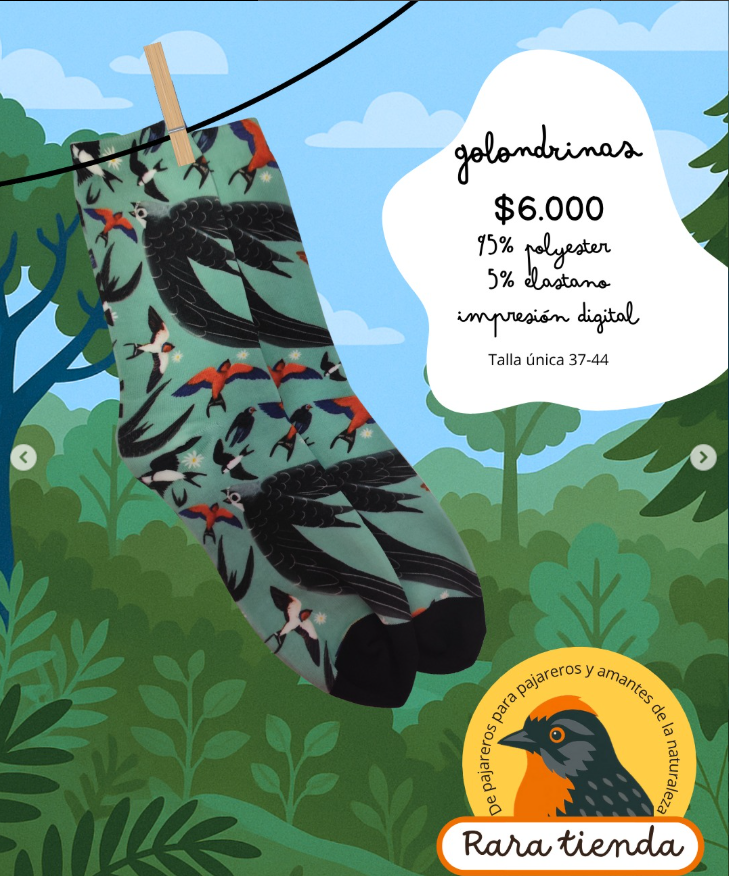 golondrinas
$6.000
95% polyester
5% elastano
impresión digital
Talla única 37-44
De pajareros para pajareros y amantes de la naturaleza
Rara tienda